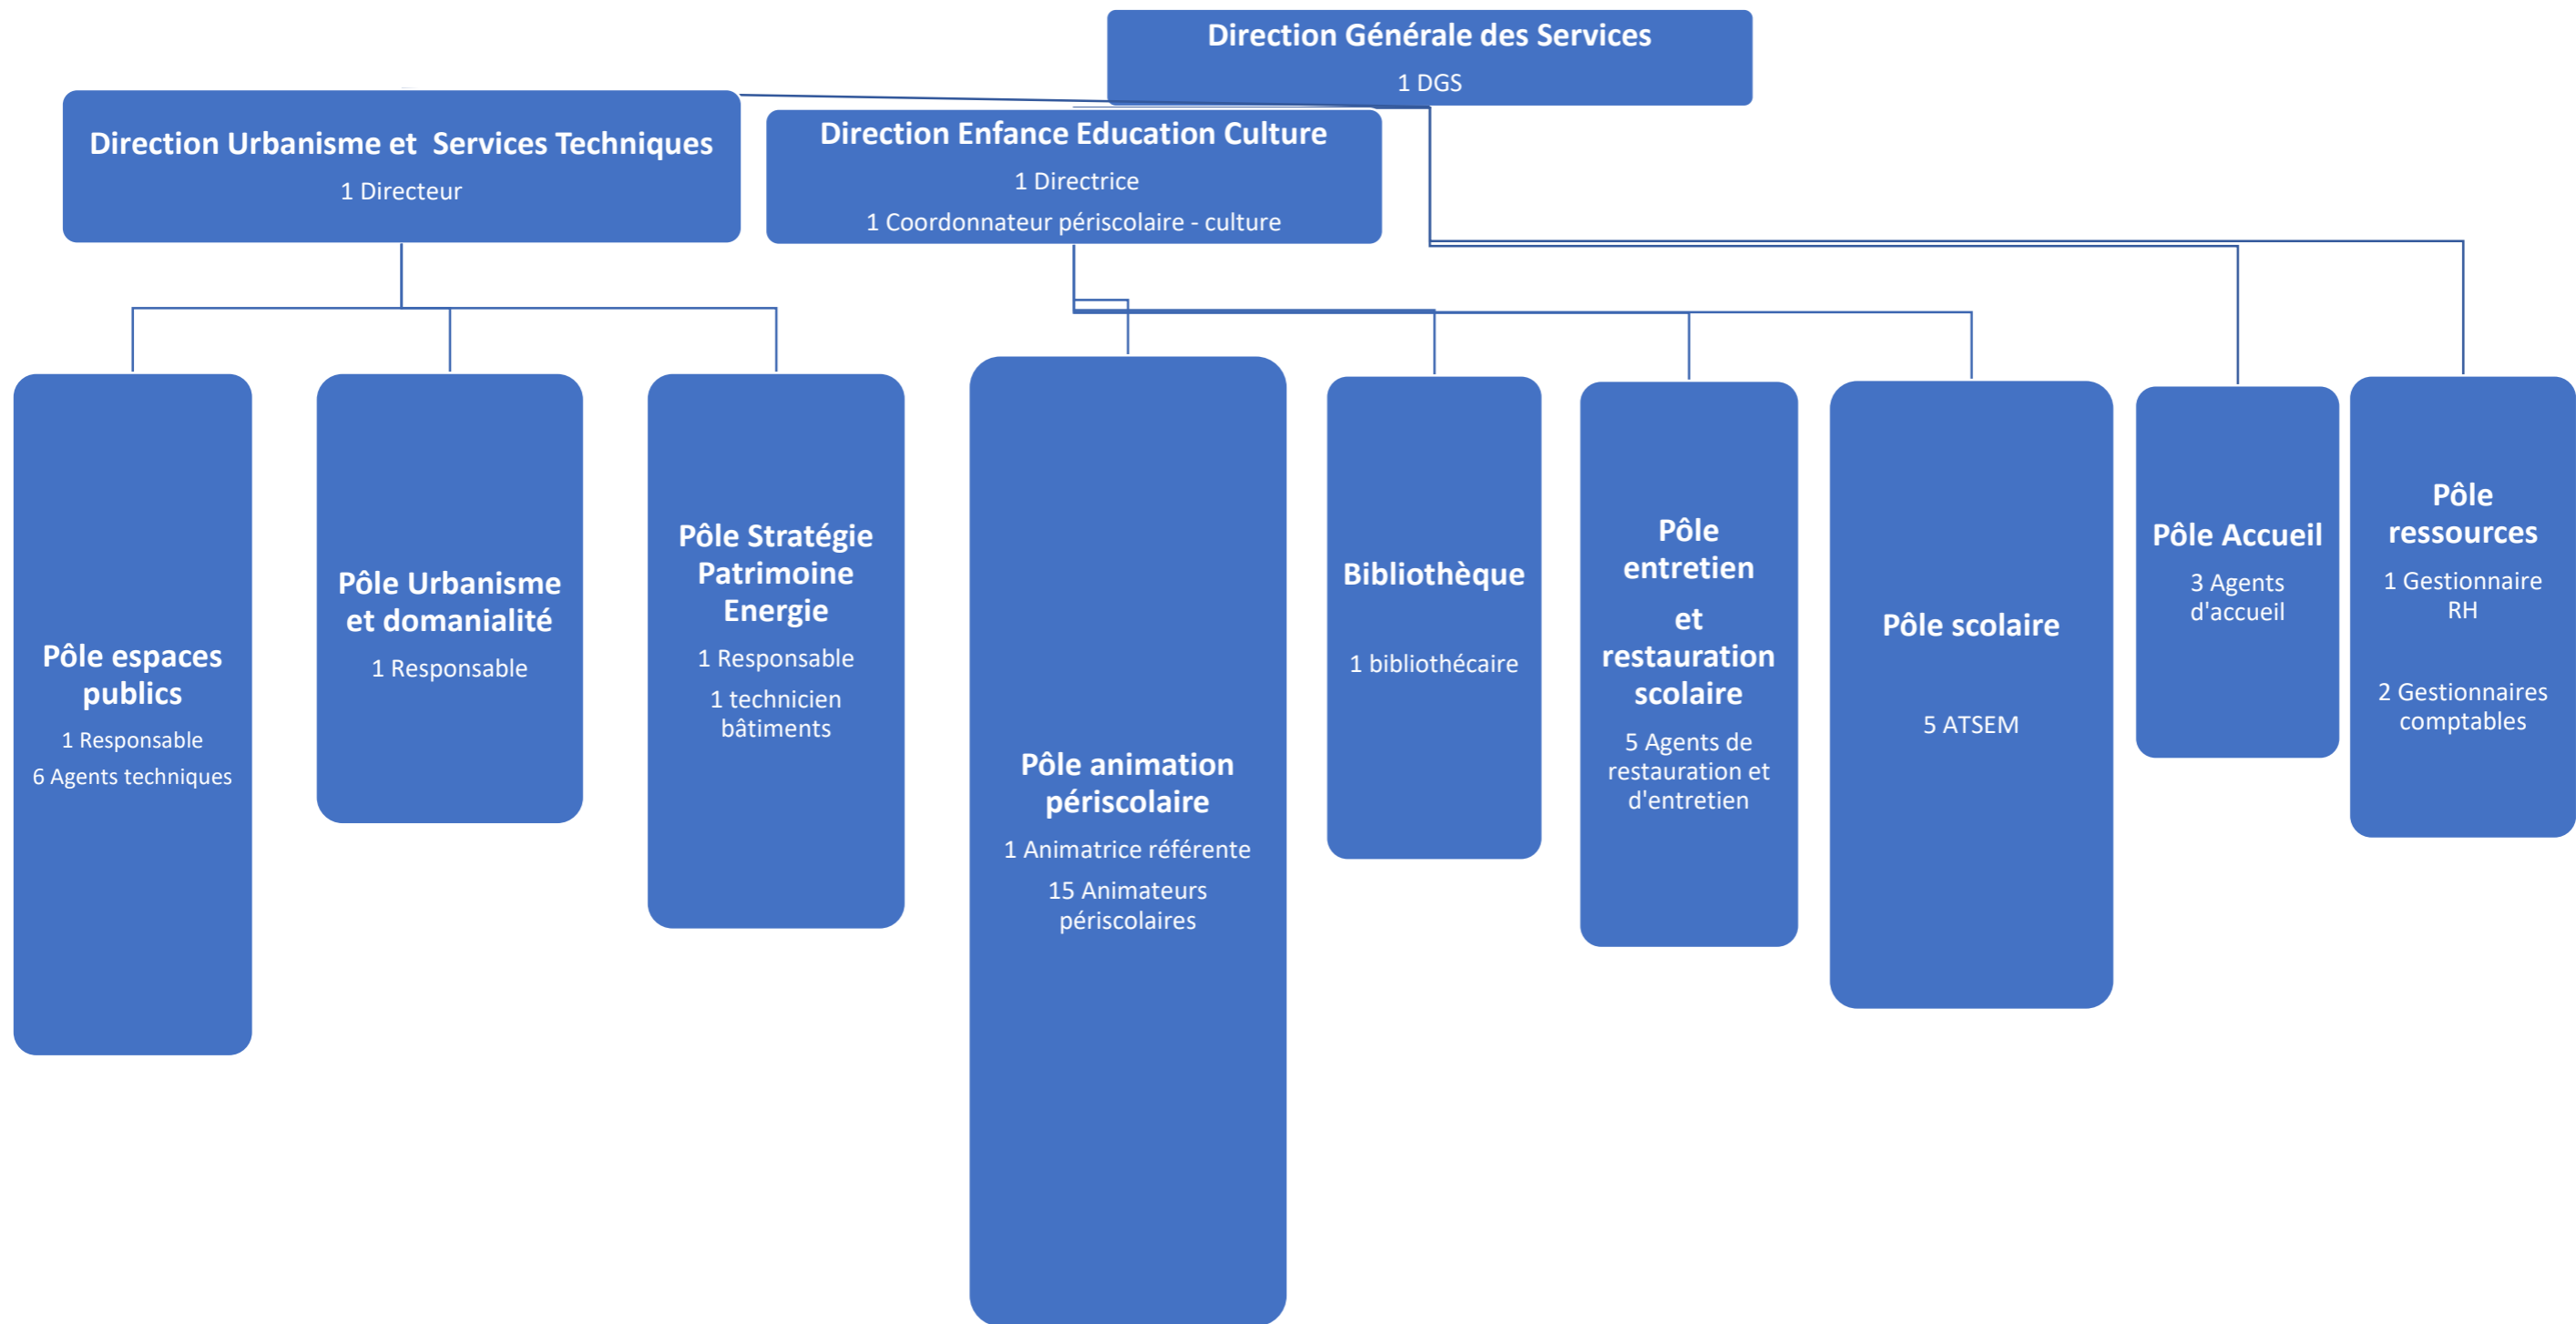 Direction Générale des Services
1 DGS
Direction Urbanisme et  Services Techniques
1 Directeur
Direction Enfance Education Culture
1 Directrice
1 Coordonnateur périscolaire - culture
Pôle espaces
publics
1 Responsable
6 Agents techniques
Pôle Urbanisme
et domanialité
1 Responsable
Pôle Stratégie
Patrimoine
Energie
1 Responsable
1 technicien
bâtiments
Pôle animation
périscolaire
1 Animatrice référente
15 Animateurs
périscolaires
Bibliothèque
1 bibliothécaire
Pôle
entretien
et
restauration
scolaire
5 Agents de
restauration et
d'entretien
Pôle scolaire
5 ATSEM
Pôle Accueil
3 Agents
d'accueil
Pôle
ressources
1 Gestionnaire
RH
2 Gestionnaires
comptables